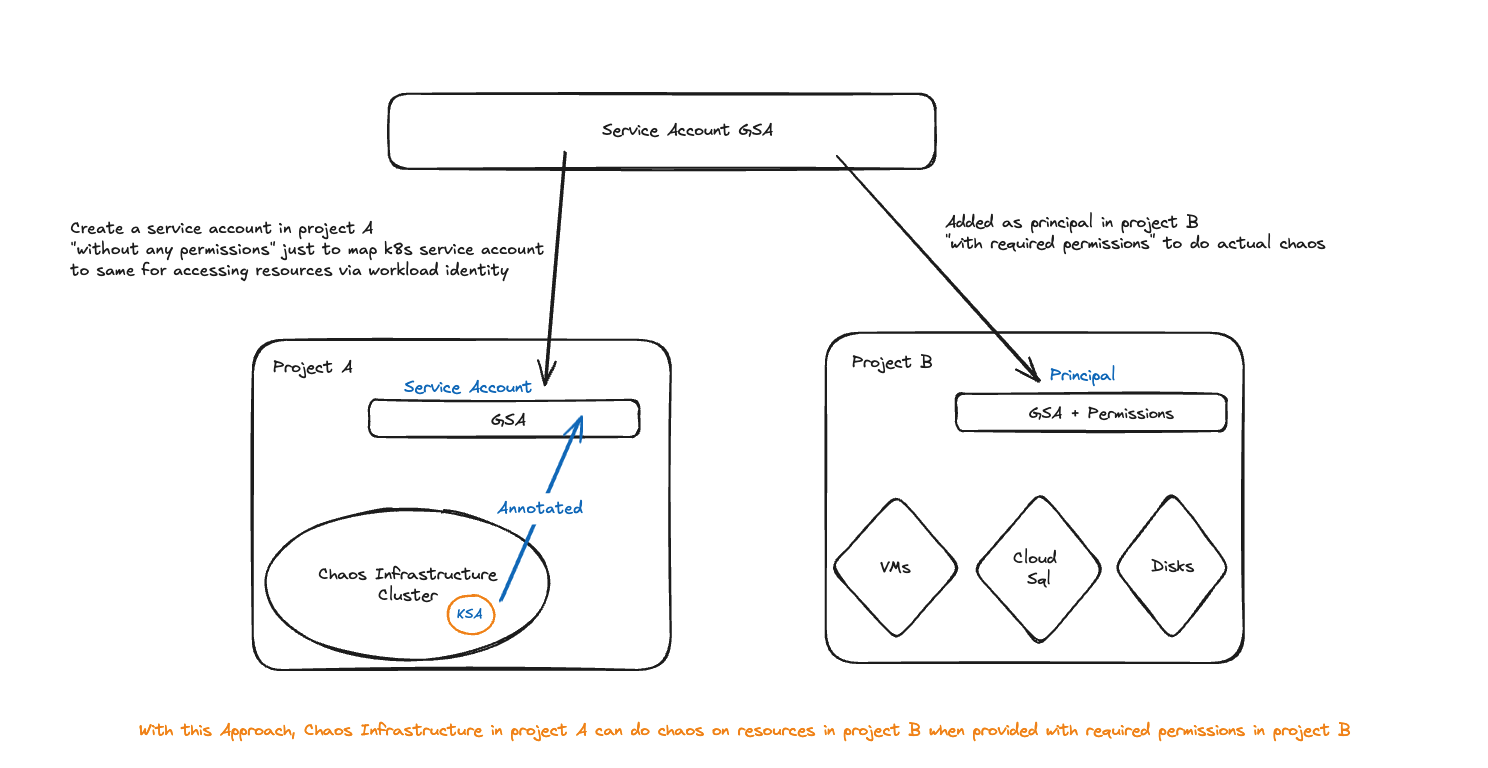 Service Account GSA
Create a service account in project A
"without any permissions" just to map k8s service account
to same for accessing resources via workload identity
Added as principal in project B
"with required permissions" to do actual chaos
Project A
Service Account
GSA
Annotated
Chaos Infrastructure
Cluster
KSA
Project B
Principal
GSA + Permissions
VMs
Cloud
Sql
Disks
With this Approach, Chaos Infrastructure in project A can do chaos on resources in project B when provided with required permissions in project B